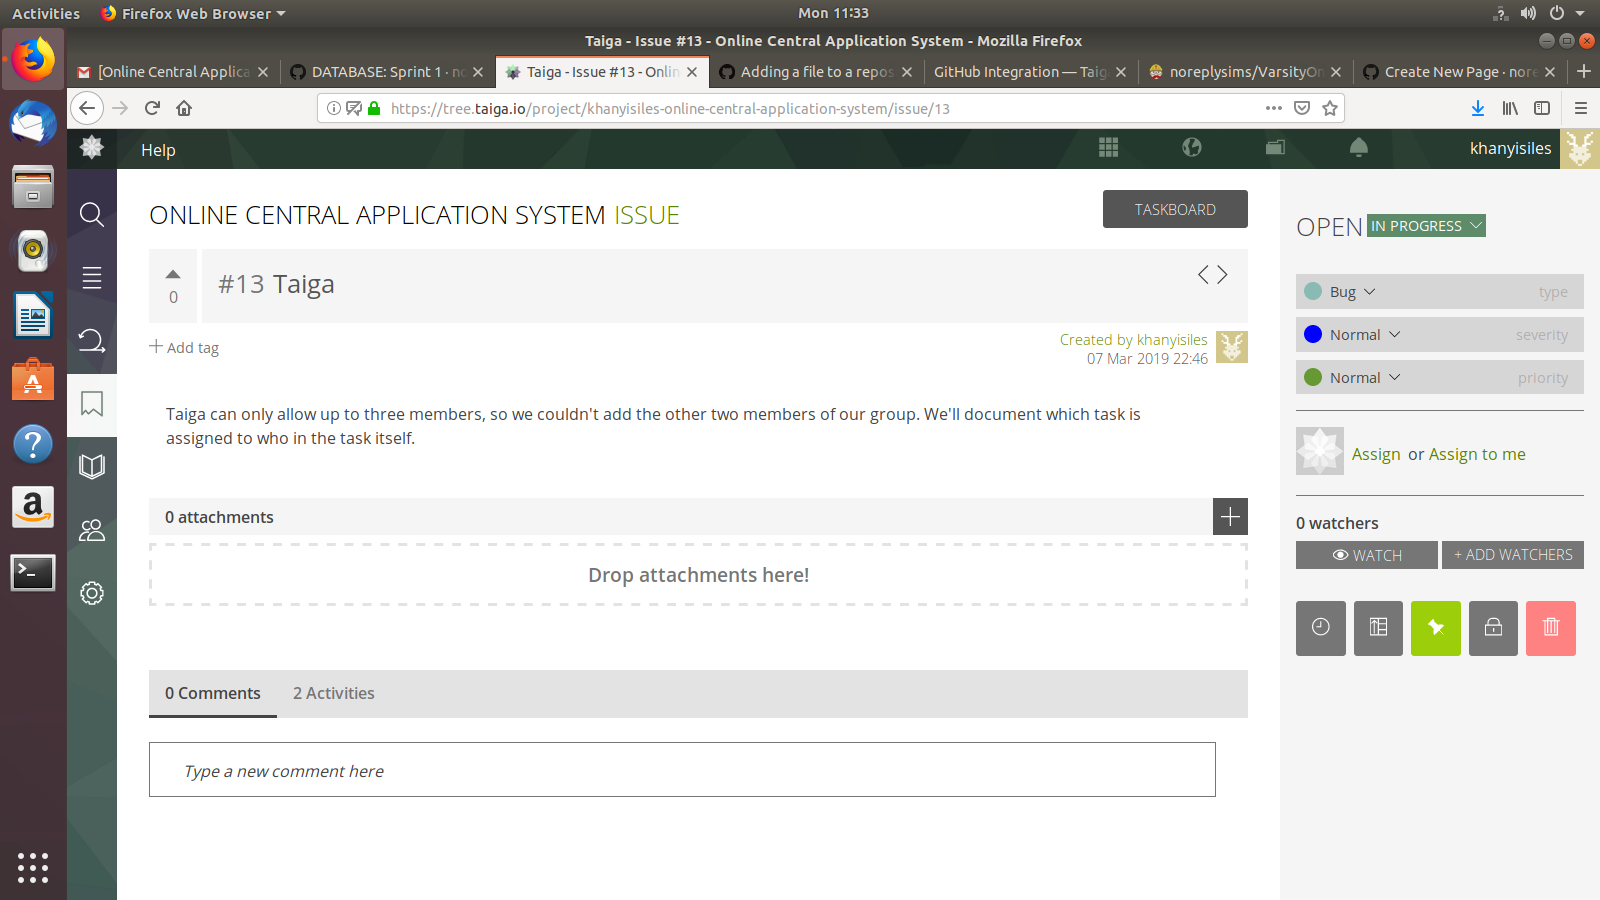 Activities Firefox Web Browser Mon 11:33
Taiga - Issue #13 - Online Central Application System - Mozilla Firefox
[Online Central Applica DATABASE: Sprint 1 · no Taiga - Issue #13 - Onlin Adding a file to a repos GitHub Integration — Taig noreplysims/VarsityOn Create New Page · nore
https://tree.taiga.io/project/khanyisiles-online-central-application-system/issue/13
Help khanyisiles
ONLINE CENTRAL APPLICATION SYSTEM ISSUE
TASKBOARD
OPEN IN PROGRESS
0
#13 Taiga
Bug type
Normal severity
Normal priority
Add tag
Created by khanyisiles
07 Mar 2019 22:46
Taiga can only allow up to three members, so we couldn't add the other two members of our group. We'll document which task is
assigned to who in the task itself.
Assign or Assign to me
0 attachments
0 watchers
WATCH + ADD WATCHERS
Drop attachments here!
0 Comments 2 Activities
Type a new comment here